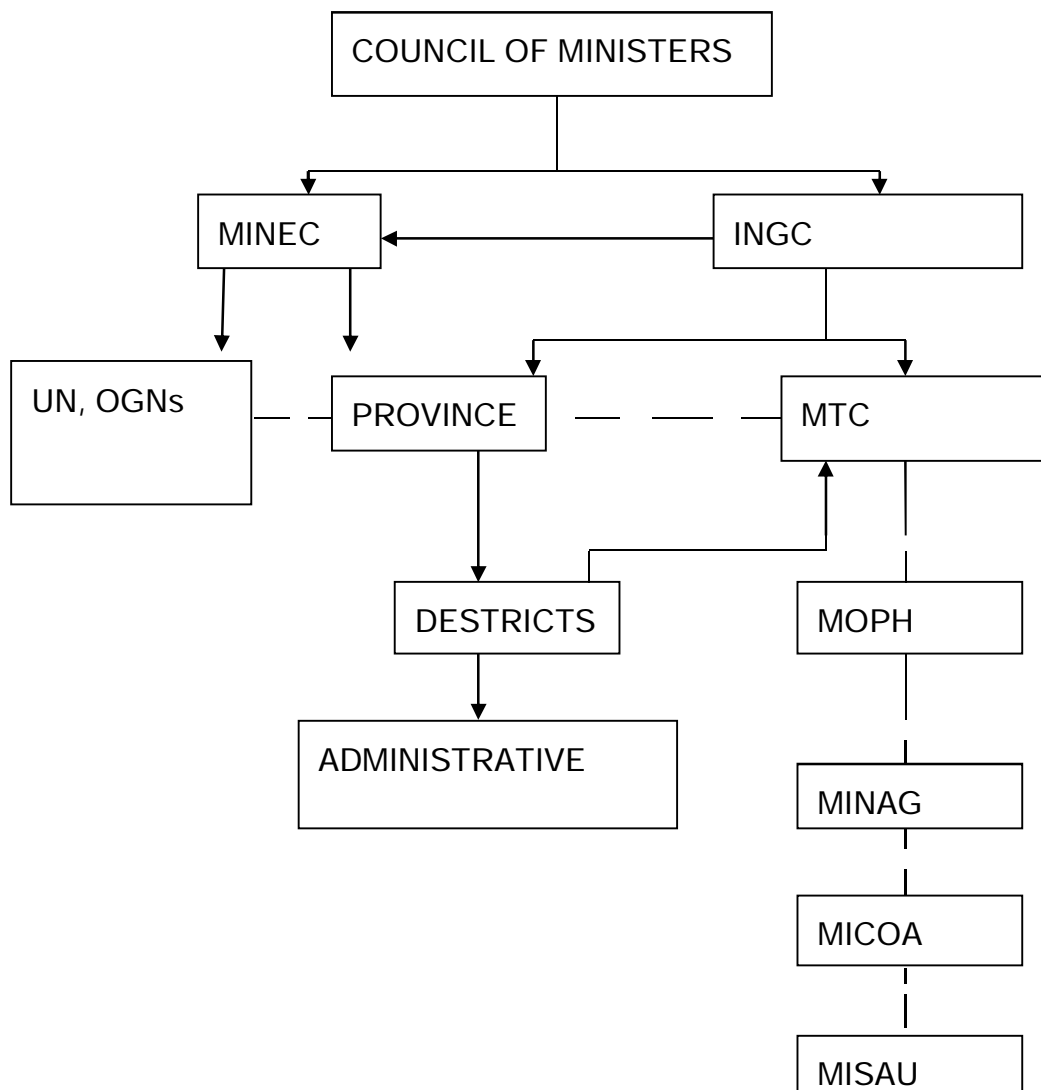 COUNCIL OF MINISTERS
MINEC
INGC
UN, OGNs
PROVINCE
MTC
DESTRICTS
MOPH
ADMINISTRATIVE
MINAG
MICOA
MISAU